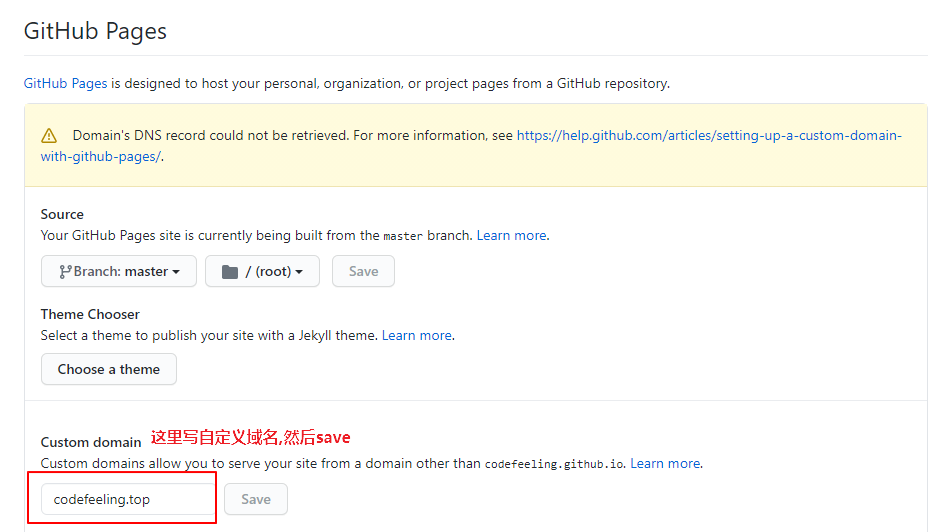 GitHub Pages
GitHub Pages is designed to host your personal, organization, or project pages from a GitHub repository.
Domain's DNS record could not be retrieved. For more information, see https://help.github.com/articles/setting-up-a-custom-domain-
with-github-pages/.
Source
Your GitHub Pages site is currently being built from the master branch. Learn more.
Branch: master / (root) Save
Theme Chooser
Select a theme to publish your site with a Jekyll theme. Learn more.
Choose a theme
Custom domain 这里写自定义域名,然后save
Custom domains allow you to serve your site from a domain other than codefeeling.github.io. Learn more.
codefeeling.top Save